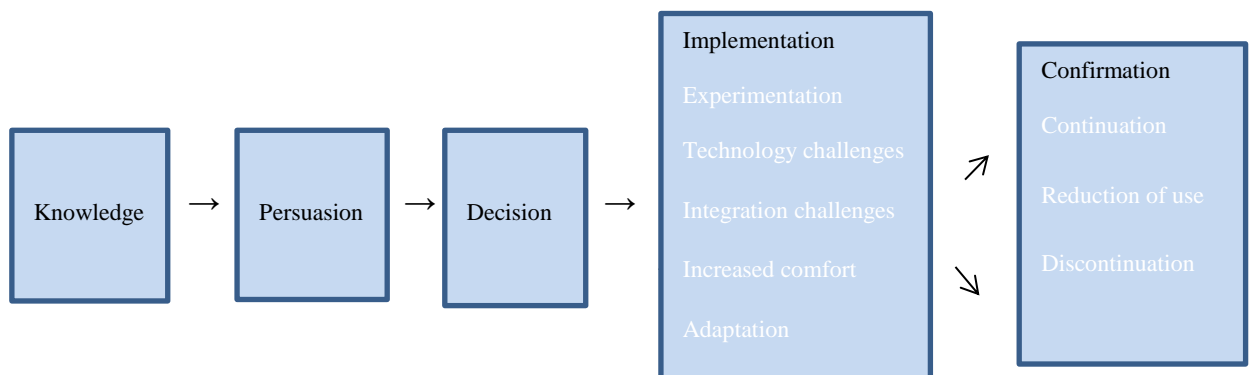 Knowledge
→
Persuasion
→
Decision
→
Implementation
Experimentation
Technology challenges
Integration challenges
Increased comfort
Adaptation
Confirmation
Continuation
Reduction of use
Discontinuation